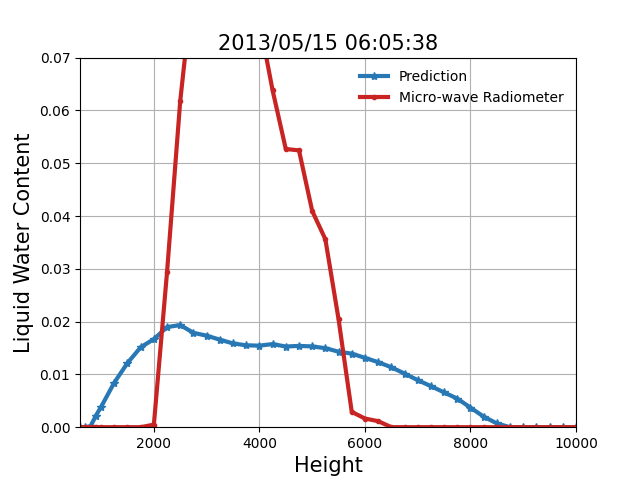 2013/05/15 06:05:38
0.07
0.06
0.05
0.04
0.03
0.02
0.01
0.00
Liquid Water Content
Prediction
Micro-wave Radiometer
2000 4000 6000 8000 10000
Height